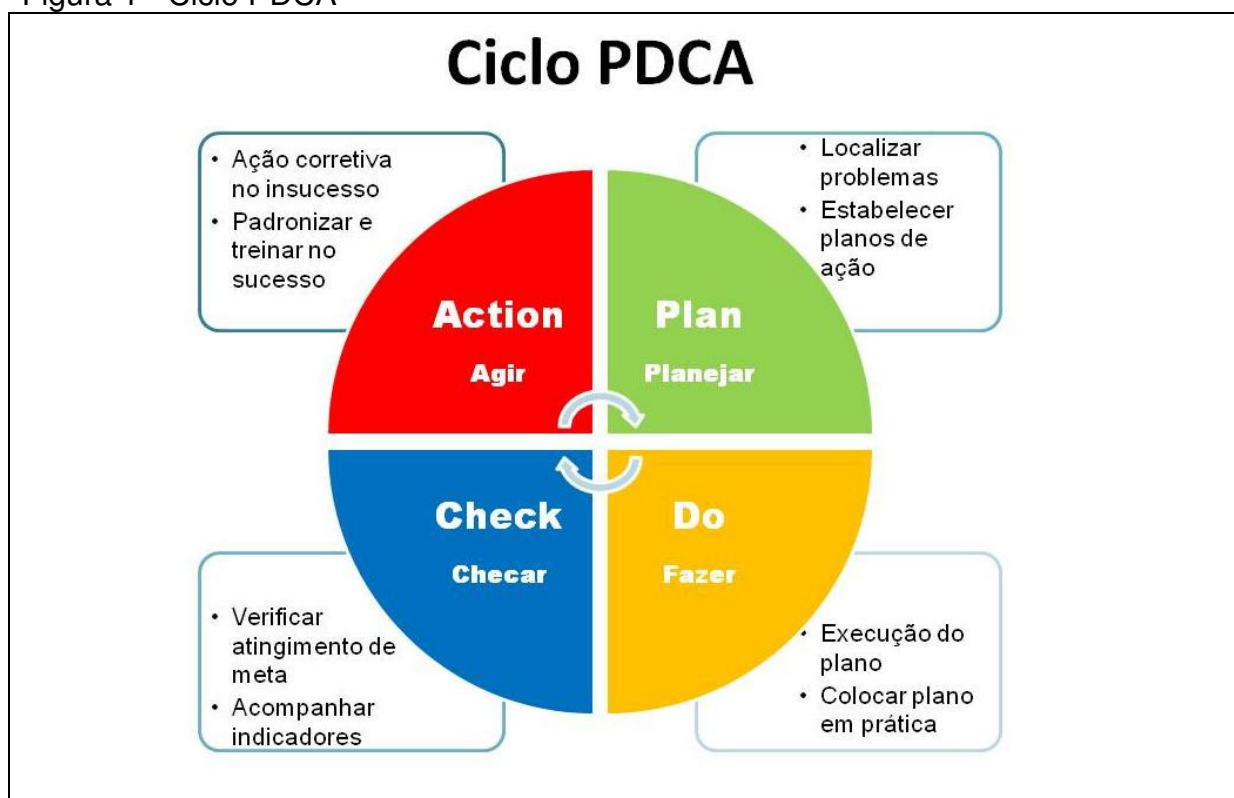 Ciclo PDCA
• Ação corretiva
no insucesso
• Padronizar e
treinar no
sucesso
• Localizar
problemas
• Estabelecer
planos de
ação
Action
Agir
Plan
Planejar
Check
Checar
Do
Fazer
• Verificar
atingimento de
meta
• Acompanhar
indicadores
• Execução do
plano
• Colocar plano
em prática